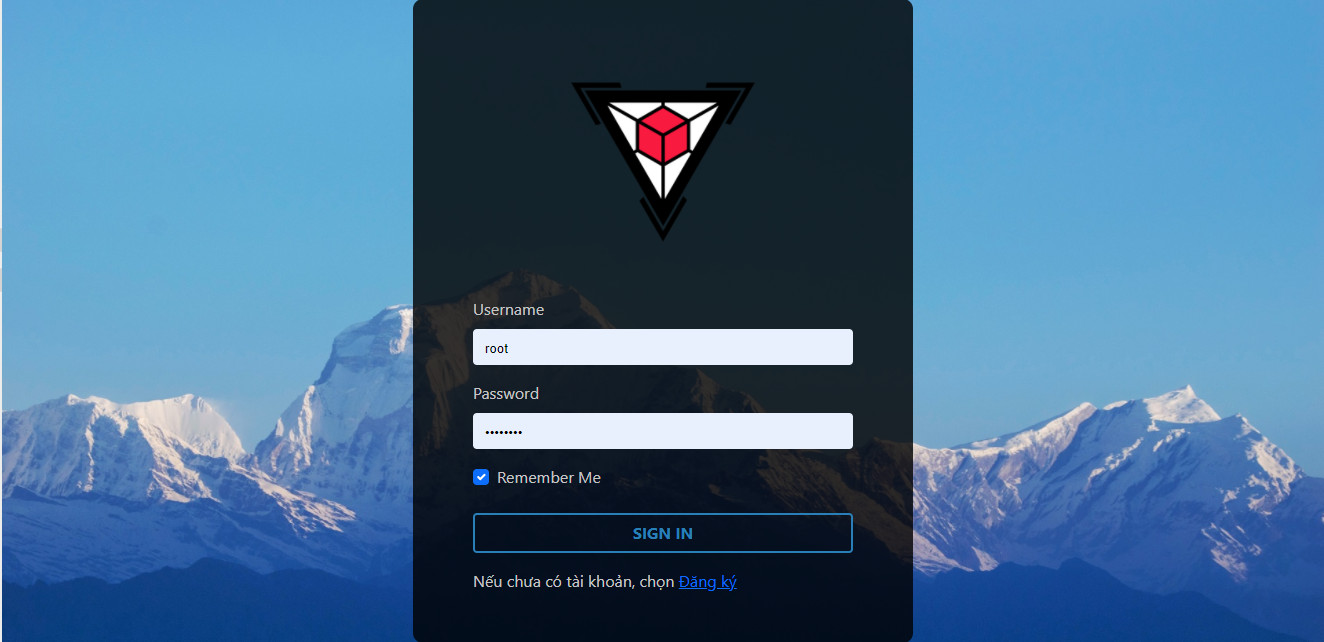 Username
root
Password
••••••••
Remember Me
SIGN IN
Nếu chưa có tài khoản, chọn Đăng ký